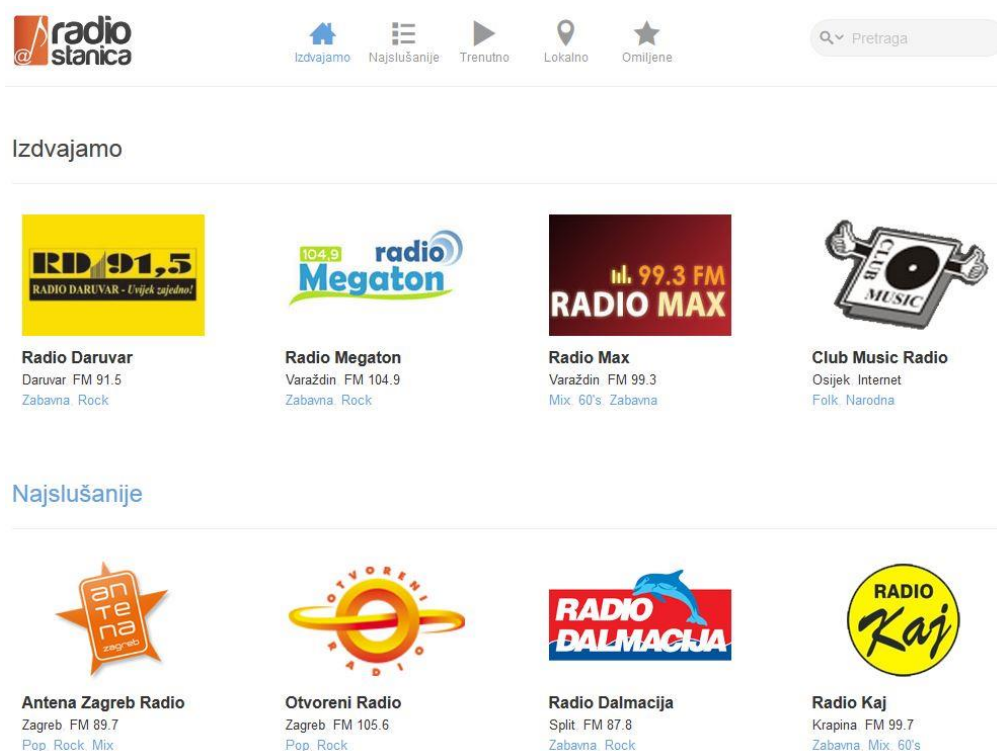 @radio stanica
Izdvajamo
Najslušanije
Trenutno
Lokalno
Omiljene
Pretraga
Izdvajamo
RD 91,5
RADIO DARUVAR - Uvijek zajedno!
104,9 radio
Megaton
99.3 FM
RADIO MAX
CLUB
MUSIC
Radio Daruvar
Daruvar FM 91.5
Zabavna Rock
Radio Megaton
Varaždin FM 104.9
Zabavna Rock
Radio Max
Varaždin FM 99.3
Mix 60's Zabavna
Club Music Radio
Osijek Internet
Folk Narodna
Najslušanije
an
Te
na
zagreb
OTVORENI
RADIO
RADIO
DALMACIJA
RADIO
Kaj
Antena Zagreb Radio
Zagreb FM 89.7
Pop Rock Mix
Otvoreni Radio
Zagreb FM 105.6
Pop Rock
Radio Dalmacija
Split FM 87.8
Zabavna Rock
Radio Kaj
Krapina FM 99.7
Zabavna Mix 60's